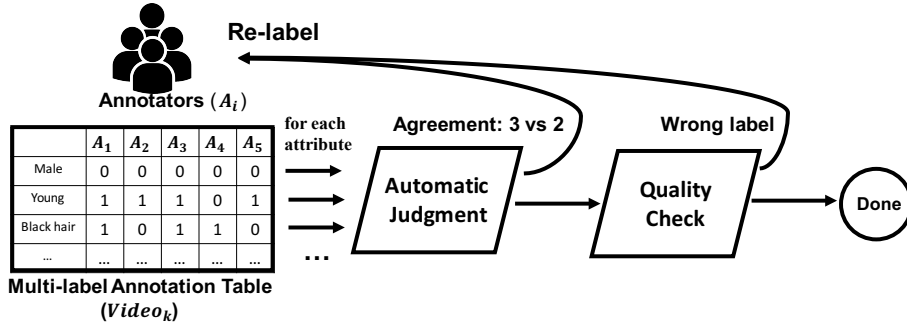 Re-label
Annotators (A_i)
for each
attribute
Agreement: 3 vs 2
Wrong label
A_1 A_2 A_3 A_4 A_5
Male 0 0 0 0 0
Young 1 1 1 0 1
Black hair 1 0 1 1 0
... ... ... ... ... ...
...
Automatic
Judgment
Quality
Check
Done
Multi-label Annotation Table
(Video_k)